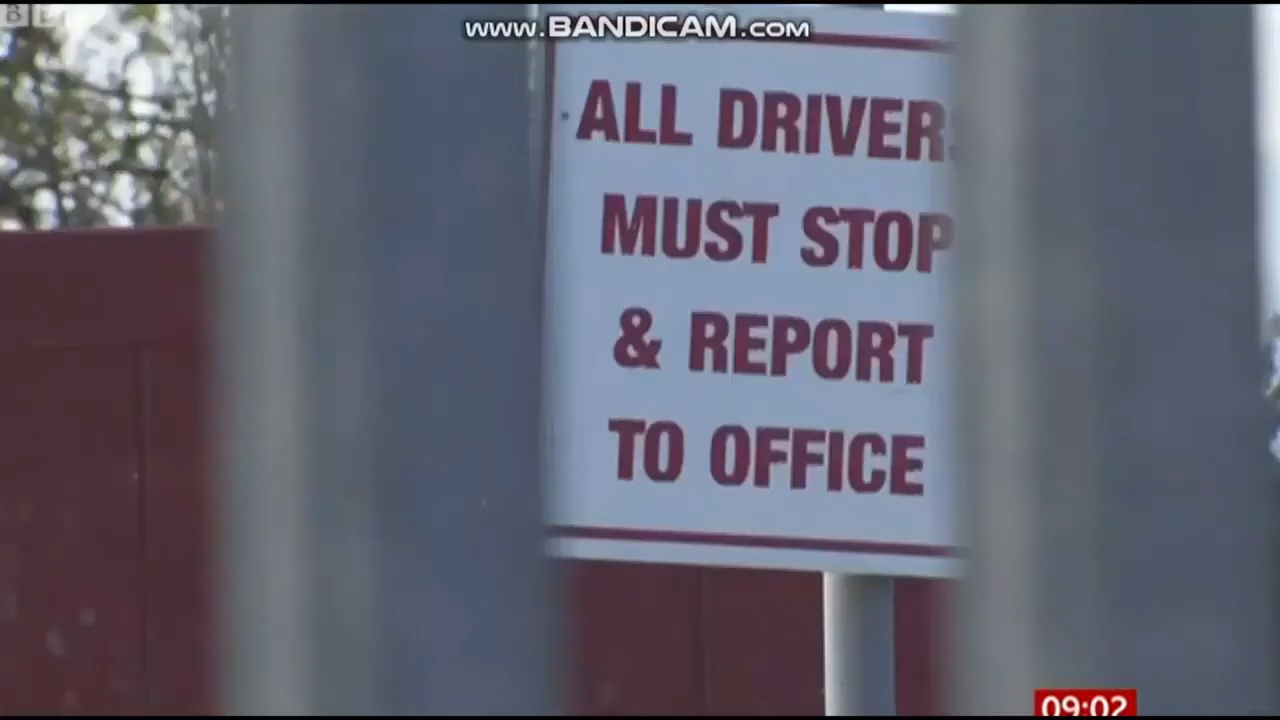 www.BANDICAM.com
ALL DRIVERS
MUST STOP
& REPORT
TO OFFICE
09:02